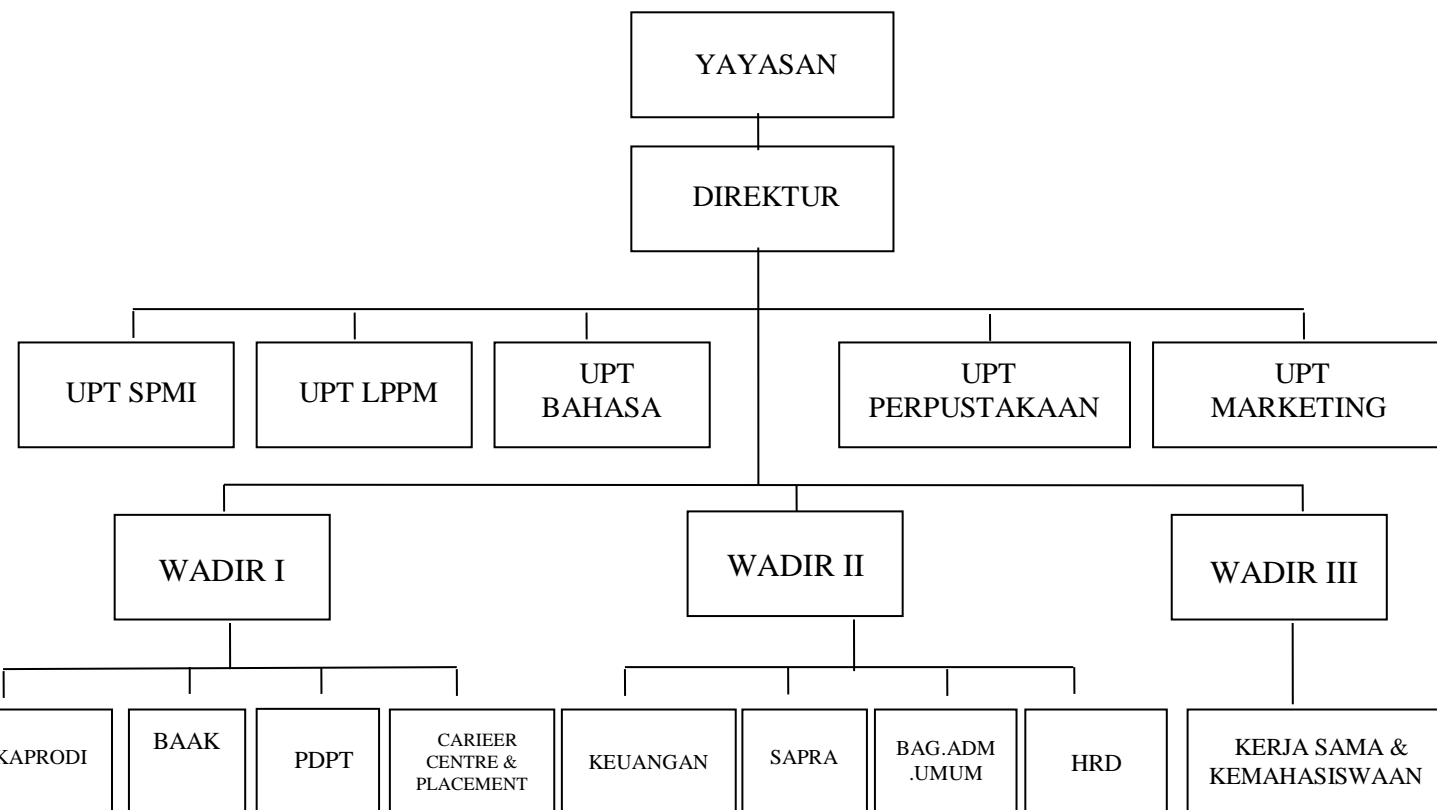 YAYASAN
DIREKTUR
UPT SPMI
UPT LPPM
UPT
BAHASA
UPT
PERPUSTAKAAN
UPT
MARKETING
WADIR I
WADIR II
WADIR III
KAPRODI
BAAK
PDPT
CARIEER
CENTRE &
PLACEMENT
KEUANGAN
SAPRA
BAG.ADM
.UMUM
HRD
KERJA SAMA &
KEMAHASISWAAN